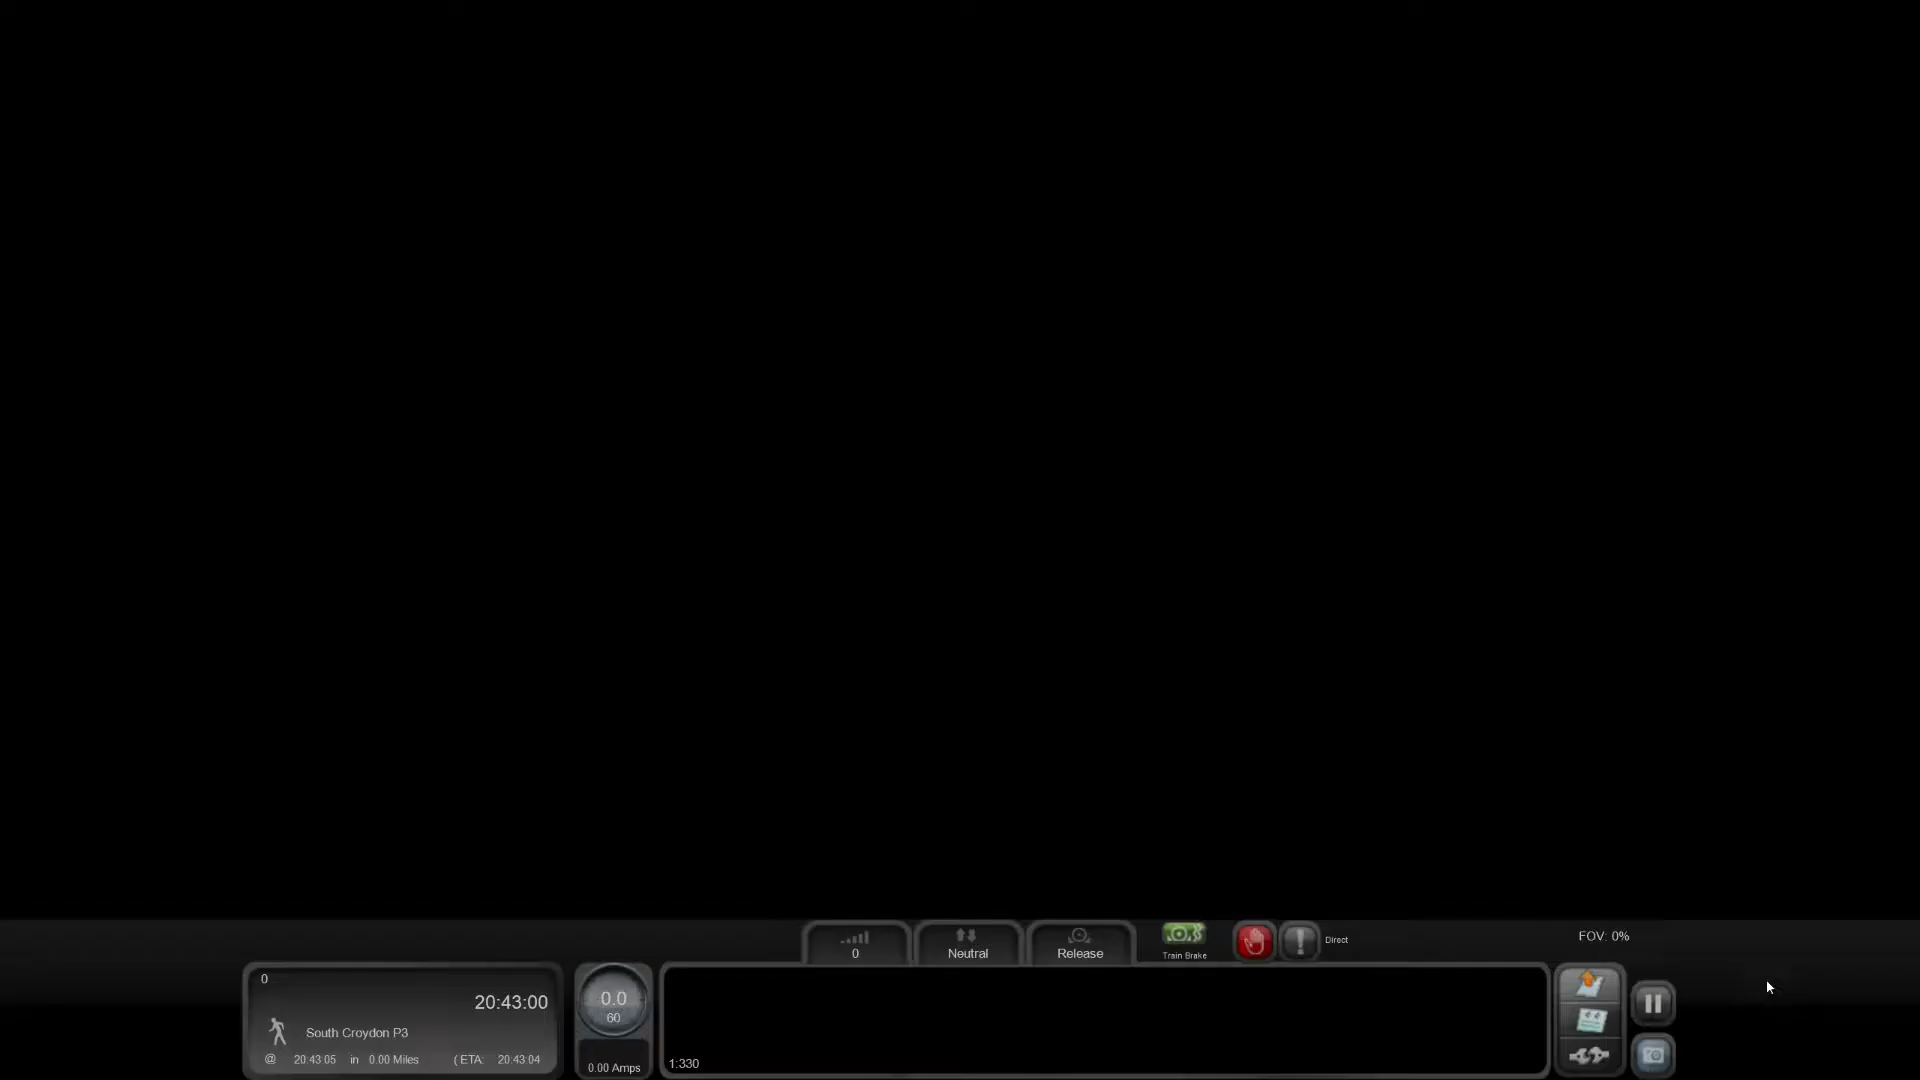 0
Neutral
Release
Train Brake
Direct
FOV: 0%
0
20:43:00
South Croydon P3
@ 20 43 05 in 0.00 Miles ( ETA: 20.43 04
0.0
60
0.00 Amps
1:330